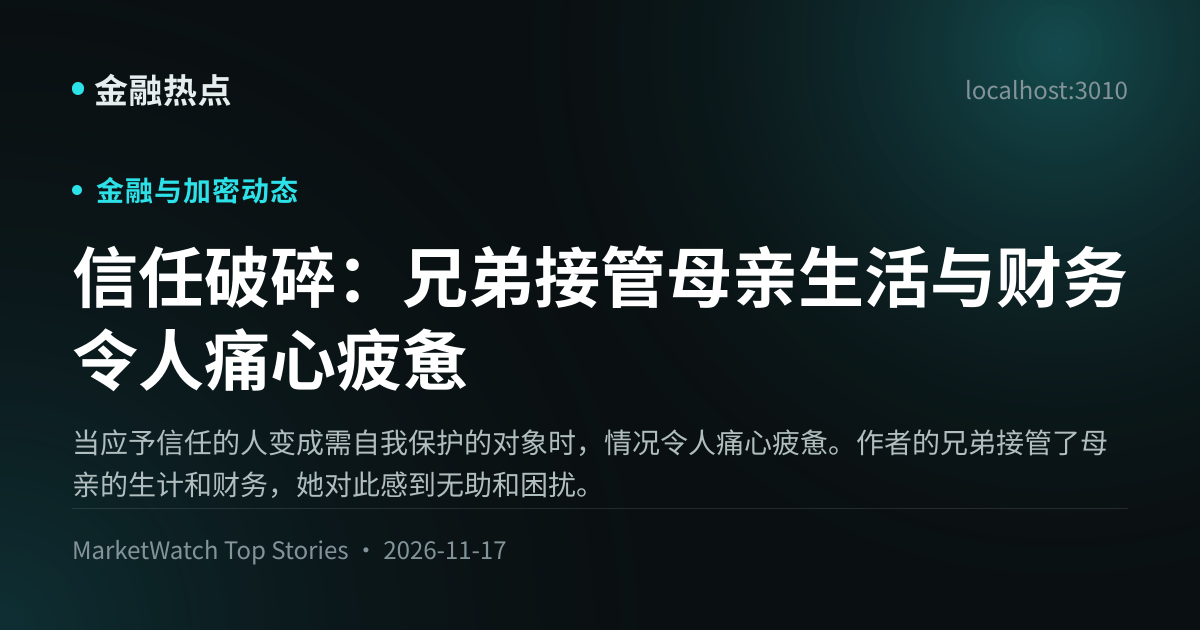 金融热点
localhost:3010
金融与加密动态
信任破碎：兄弟接管母亲生活与财务
令人痛心疲惫
当应予信任的人变成需自我保护的对象时，情况令人痛心疲惫。作者的兄弟接管了母
亲的生计和财务，她对此感到无助和困扰。
MarketWatch Top Stories • 2026-11-17